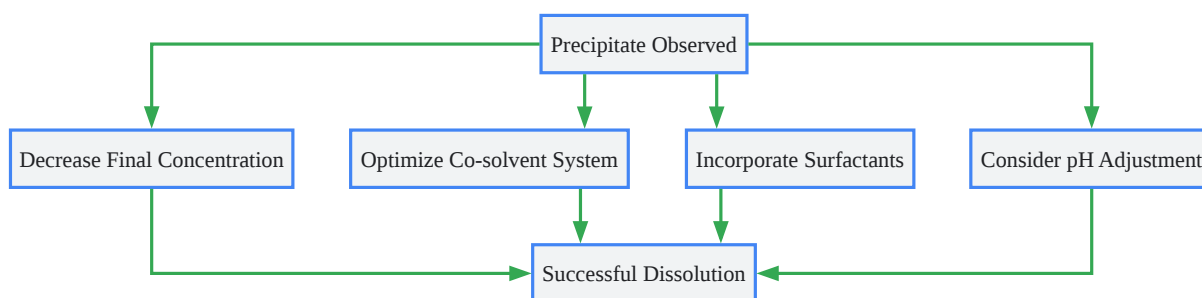 Precipitate Observed
Decrease Final Concentration
Optimize Co-solvent System
Incorporate Surfactants
Consider pH Adjustment
Successful Dissolution